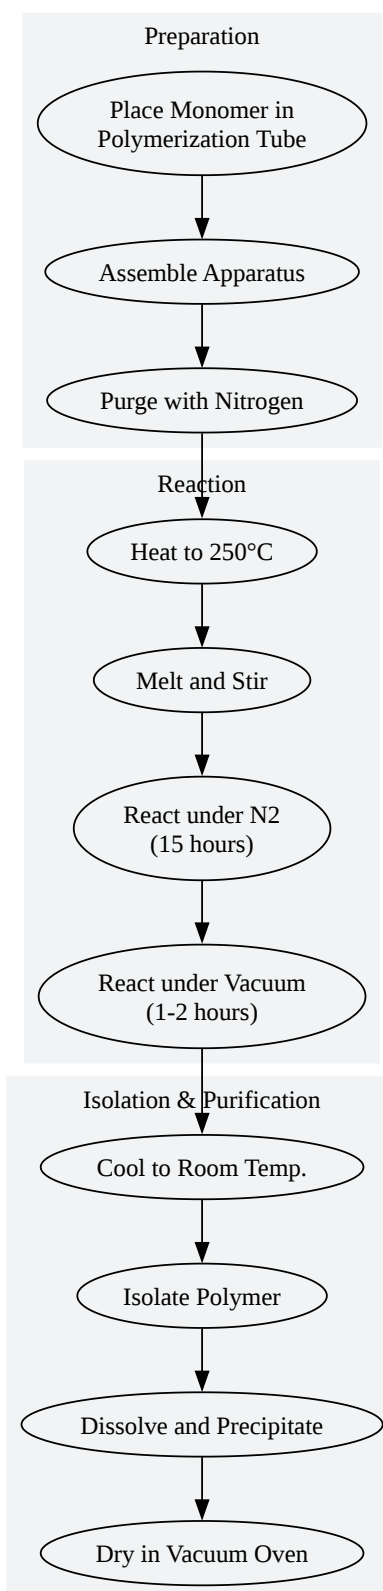 Preparation
Place Monomer in
Polymerization Tube
Assemble Apparatus
Purge with Nitrogen
Reaction
Heat to 250°C
Melt and Stir
React under N2
(15 hours)
React under Vacuum
(1-2 hours)
Isolation & Purification
Cool to Room Temp.
Isolate Polymer
Dissolve and Precipitate
Dry in Vacuum Oven